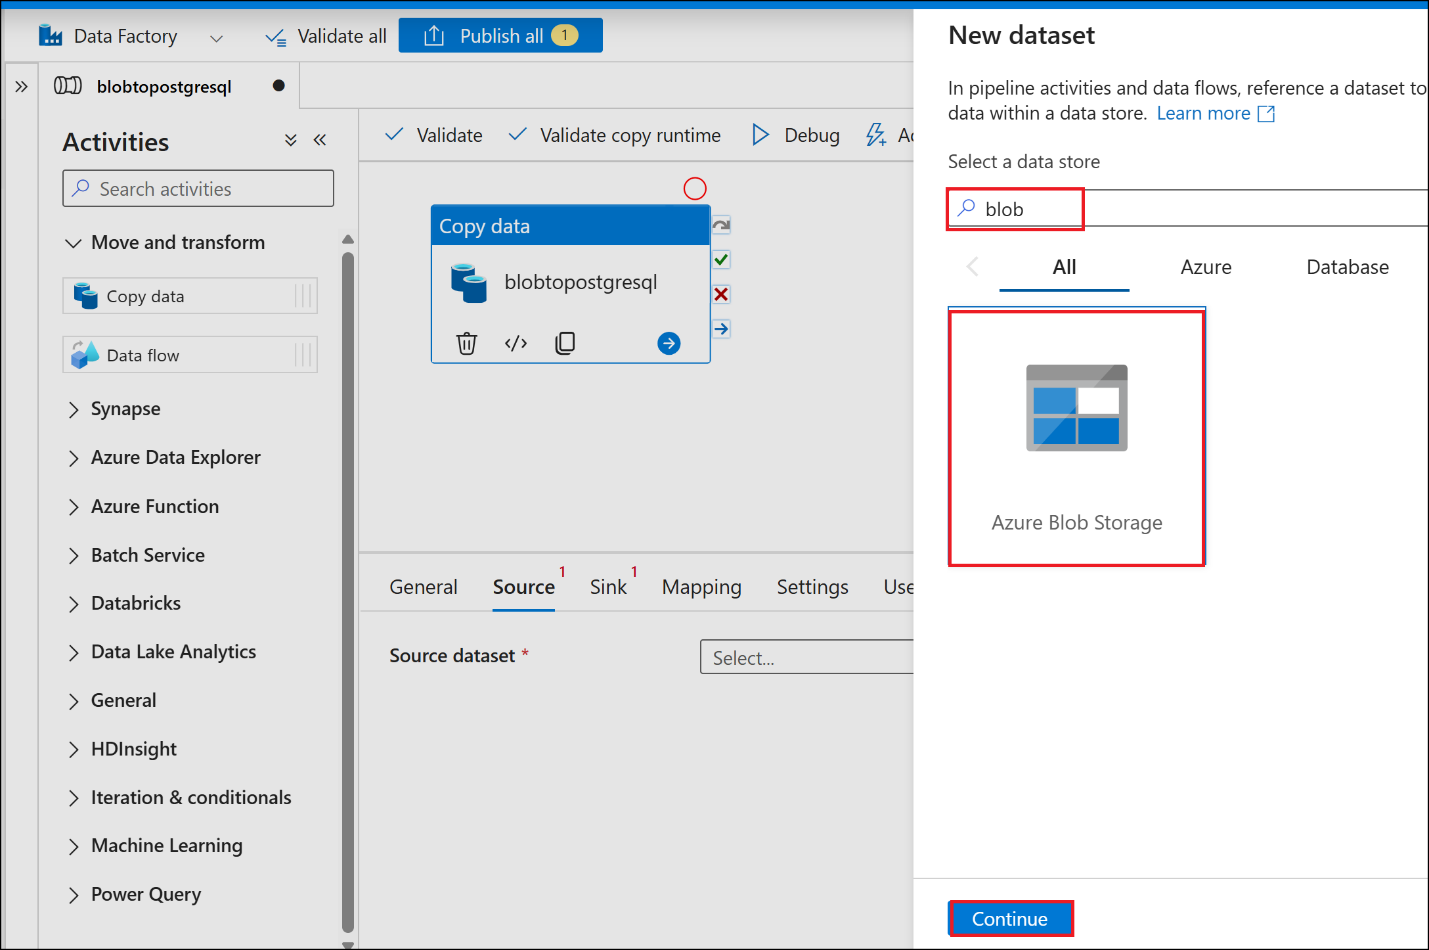 Data Factory
Validate all
Publish all 1
blobtopostgresql
Activities
Search activities
Move and transform
Copy data
Data flow
Synapse
Azure Data Explorer
Azure Function
Batch Service
Databricks
Data Lake Analytics
General
HDInsight
Iteration & conditionals
Machine Learning
Power Query
Validate
Validate copy runtime
Debug
Ac
Copy data
blobtopostgresql
General
Source 1
Sink 1
Mapping
Settings
Use
Source dataset *
Select...
New dataset
In pipeline activities and data flows, reference a dataset to
data within a data store. Learn more
Select a data store
blob
All
Azure
Database
Azure Blob Storage
Continue